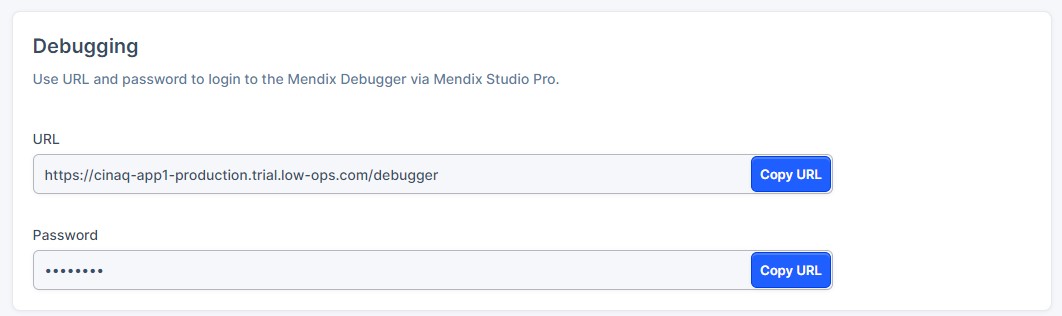 Debugging
Use URL and password to login to the Mendix Debugger via Mendix Studio Pro.
URL
https://cinaq-app1-production.trial.low-ops.com/debugger Copy URL
Password
•••••••• Copy URL